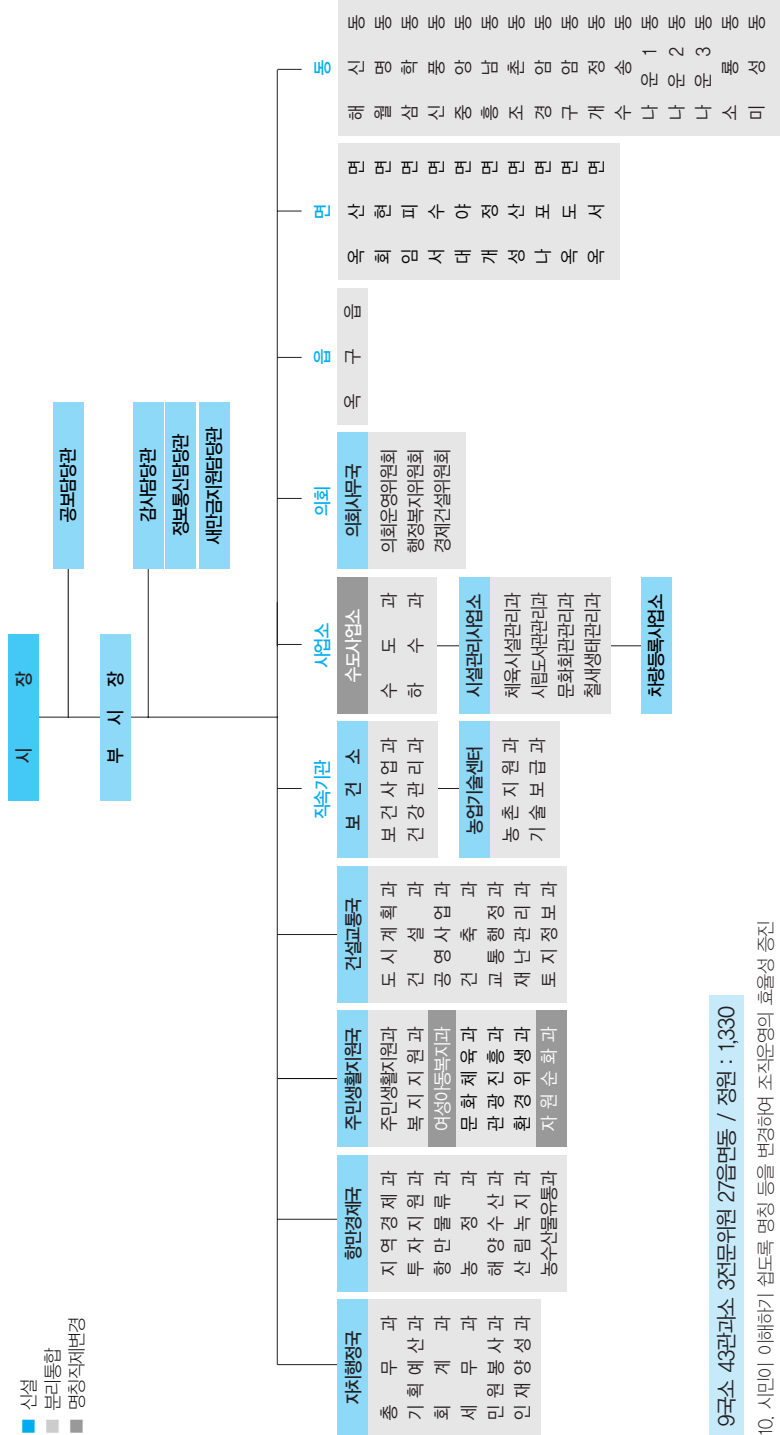 신설
분리통합
명칭직제변경
시 장
부 시 장
공보담당관
감사담당관
정보통신담당관
새만금지원담당관
자치행정국
총 무 과
기획예산과
회 계 과
세 무 과
민원봉사과
인재양성과
항만경제국
지역경제과
투자지원과
항만물류과
농 정 과
해양수산과
산림녹지과
농수산물유통과
주민생활지원국
주민생활지원과
복지지원과
여성아동복지과
문화체육과
관광진흥과
환경위생과
자원순화과
건설교통국
도시계획과
건 설 과
공영사업과
건 축 과
교통행정과
재난관리과
토지정보과
직속기관
보 건 소
보건사업과
건강관리과
농업기술센터
농촌지원과
기술보급과
사업소
수도사업소
수 도 과
하 수 과
시설관리사업소
체육시설관리과
시립도서관관리과
문화회관관리과
철새생태관리과
차량등록사업소
의회
의회사무국
의회운영위원회
행정복지위원회
경제건설위원회
읍
옥 구 읍
면
옥 산 면
회 현 면
임 피 면
서 수 면
대 야 면
개 정 면
성 산 면
나 포 면
옥 도 면
옥 서 면
동
해 신 동
월 명 동
삼 학 동
신 풍 동
중 앙 동
흥 남 동
조 촌 동
경 암 동
구 암 동
개 정 동
수 송 동
나 운 1 동
나 운 2 동
나 운 3 동
소 룡 동
미 성 동
9국소 43관과소 3전문위원 27읍면동 / 정원 : 1,330
10. 시민이 이해하기 쉽도록 명칭 등을 변경하여 조직운영의 효율성 증진